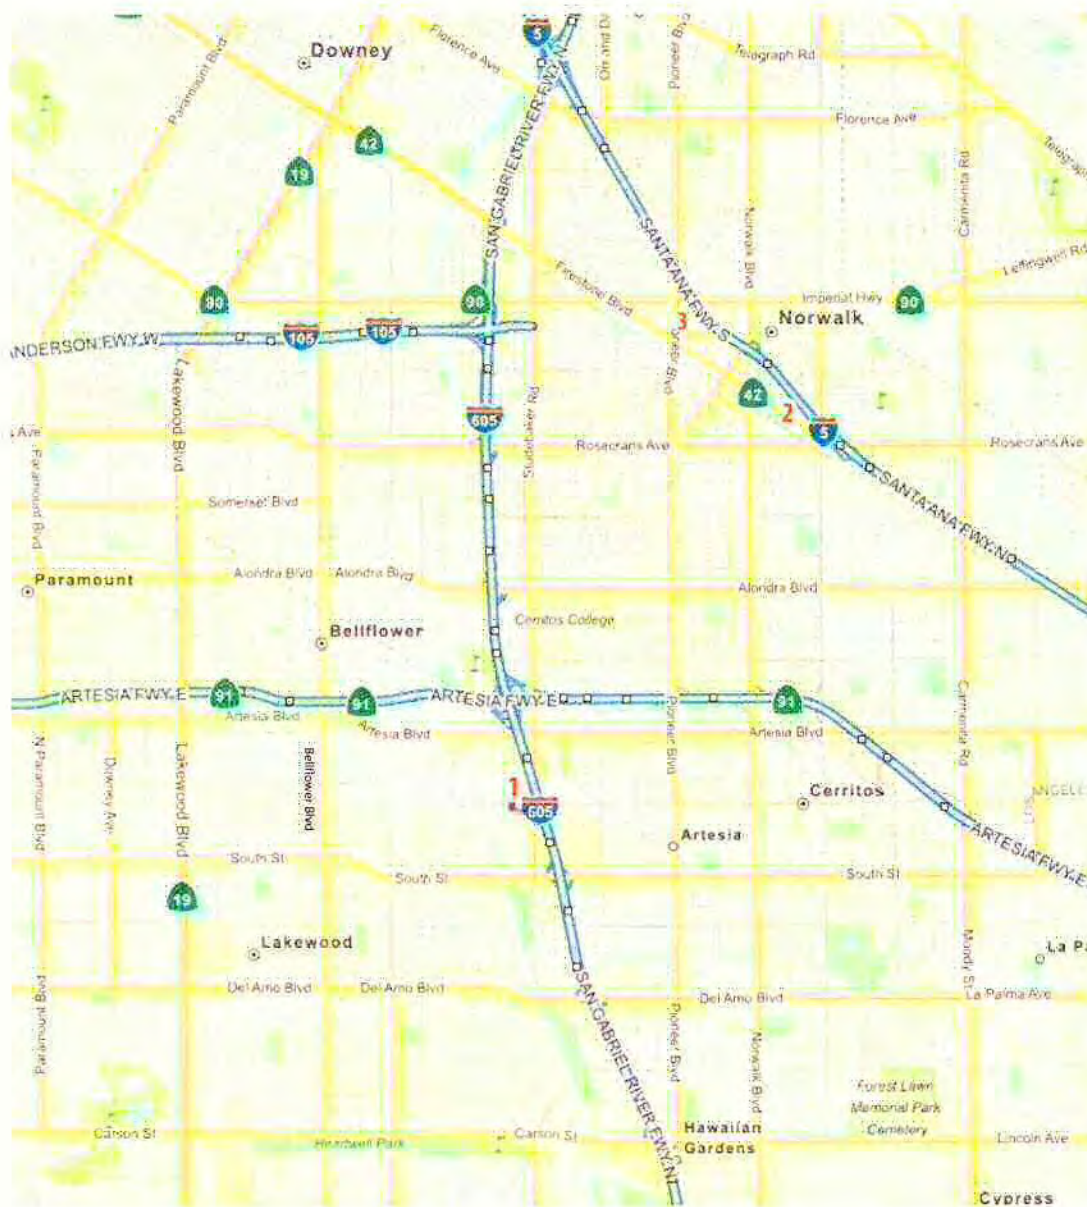 5
Downey
Florence Ave
Paramount Blvd
Pioneer Blvd
Telegraph Rd
42
19
SAN GABRIEL RIVER FWY N
Florence Ave
Telegraph
Carmenita Rd
Norwalk Blvd
SANTA ANA FWY S
Firestone Blvd
Leffingwell Rd
Imperial Hwy
90
90
90
3
Norwalk
105
105
ANDERSON FWY W
Lakewood Blvd
605
Studebaker Rd
42
2
5
s Ave
Rosecrans Ave
Rosecrans Ave
Paramount Blvd
Somerset Blvd
SANTA ANA FWY N
Paramount
Alondra Blvd
Alondra Blvd
Alondra Blvd
Bellflower
Cerritos College
ARTESIA FWY E
91
91
ARTESIA FWY E
91
Artesia Blvd
Artesia Blvd
Artesia Blvd
Pioneer Blvd
Carmenita Rd
N Paramount Blvd
Downey Ave
Lakewood Blvd
Bellflower Blvd
1
605
Cerritos
ANGELE
Artesia
ARTESIA FWY E
South St
South St
South St
19
Lakewood
Moody St
La P
Del Amo Blvd
Del Amo Blvd
Del Amo Blvd
La Palma Ave
Paramount Blvd
SAN GABRIEL RIVER FWY N
Pioneer Blvd
Norwalk Blvd
Forest Lawn
Memorial Park
Cemetery
Carson St
Heartwell Park
Carson St
Hawaiian
Gardens
Lincoln Ave
Cypress